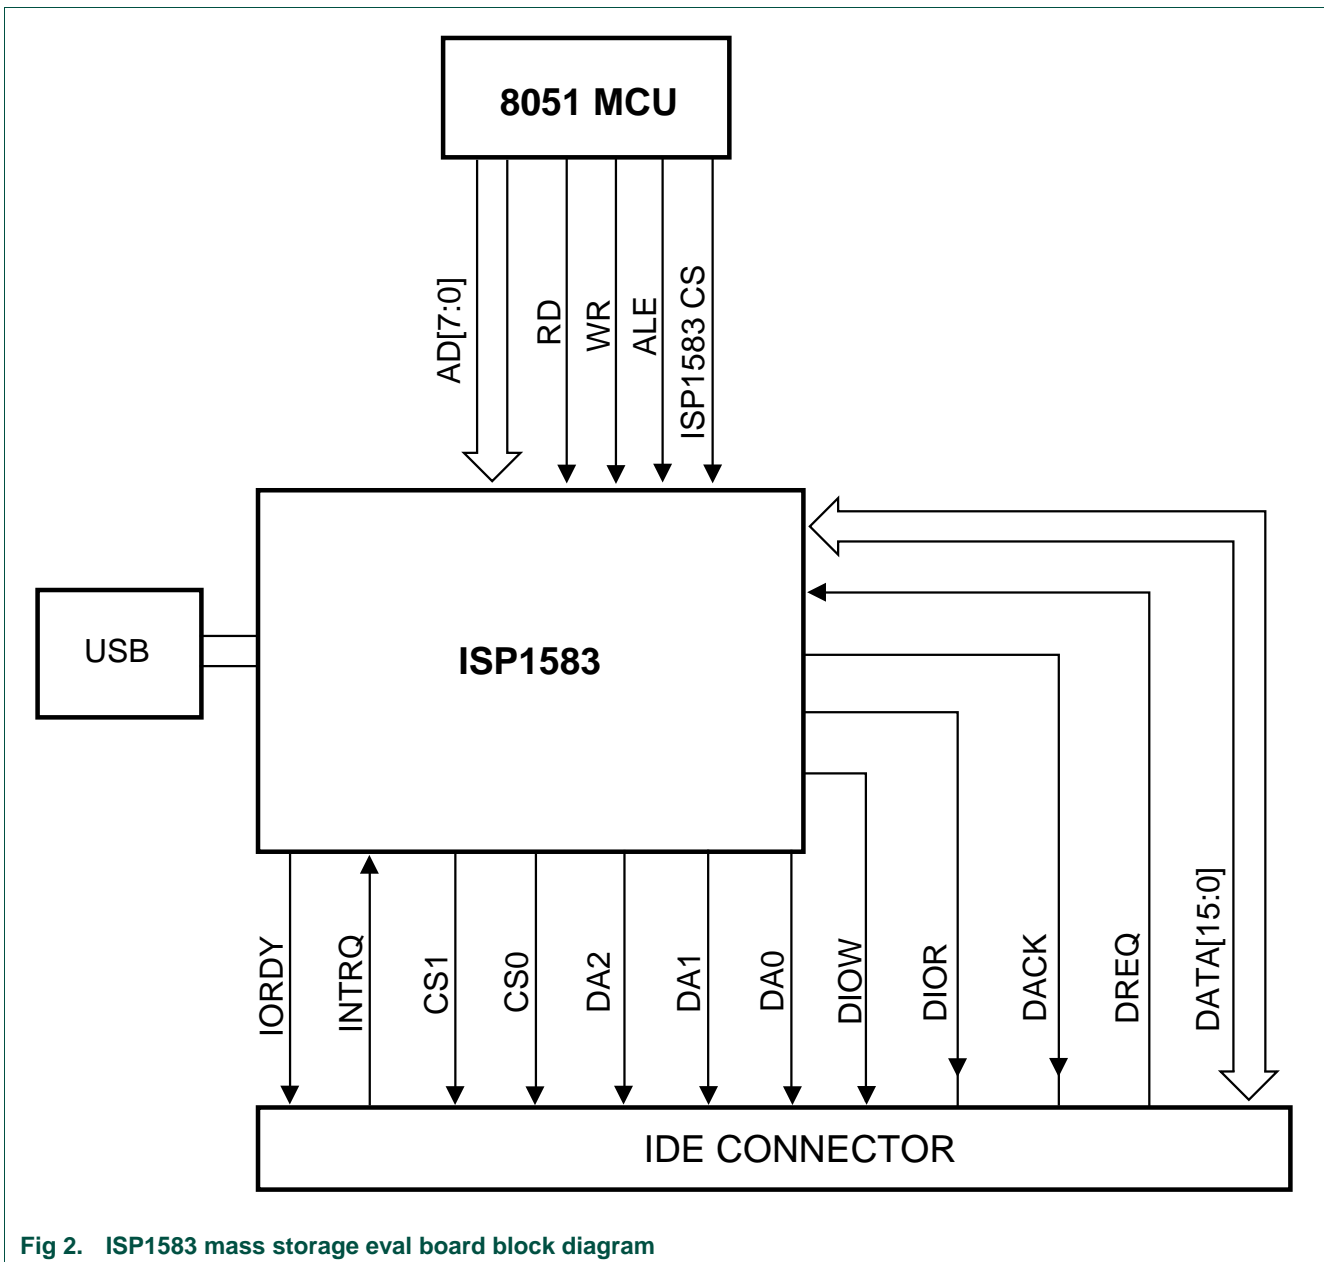 8051 MCU
AD[7:0]
RD
WR
ALE
ISP1583 CS
USB
ISP1583
IORDY
INTRQ
CS1
CS0
DA2
DA1
DA0
DIOW
DIOR
DACK
DREQ
DATA[15:0]
IDE CONNECTOR
Fig 2. ISP1583 mass storage eval board block diagram